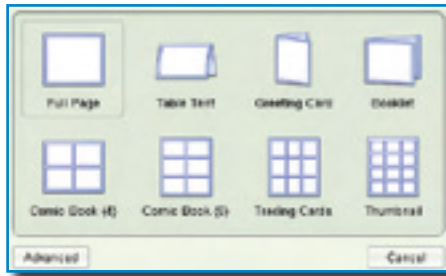 Full Page Table Tent Greeting Card Booklet
Comic Book (4) Comic Book (6) Trading Cards Thumbnail
Advanced Cancel